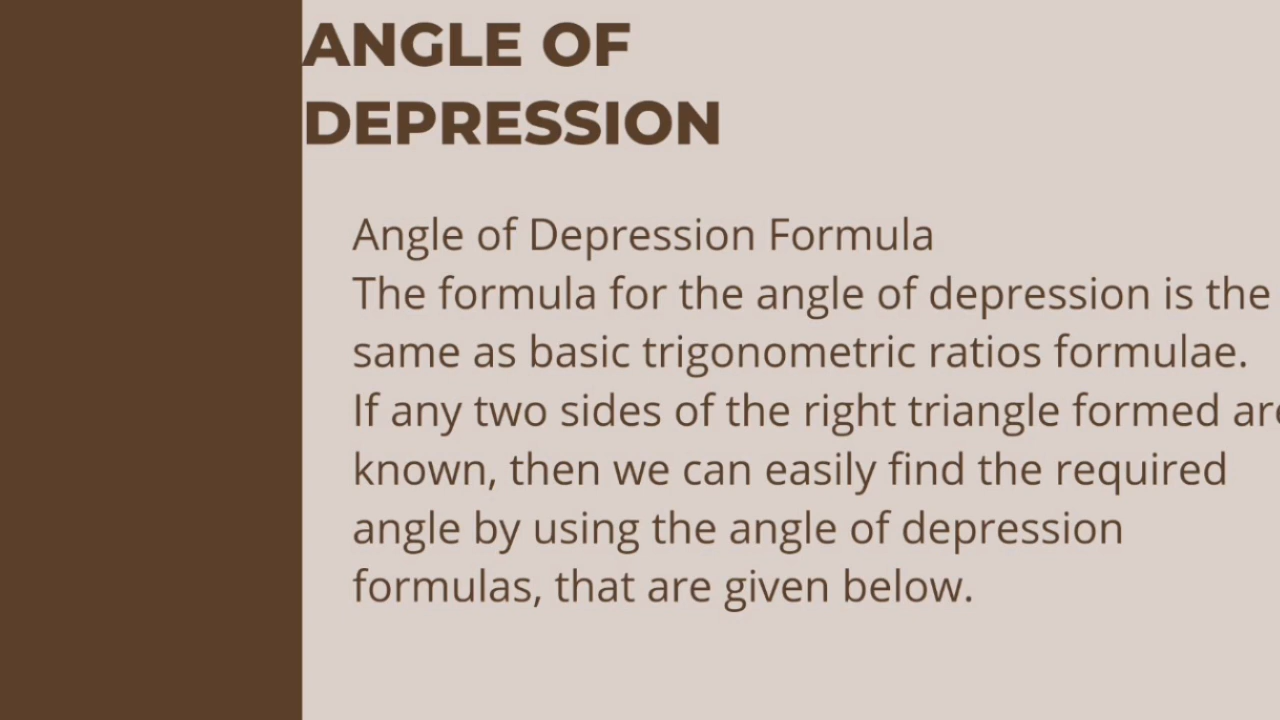 ANGLE OF
DEPRESSION
Angle of Depression Formula
The formula for the angle of depression is the
same as basic trigonometric ratios formulae.
If any two sides of the right triangle formed are
known, then we can easily find the required
angle by using the angle of depression
formulas, that are given below.